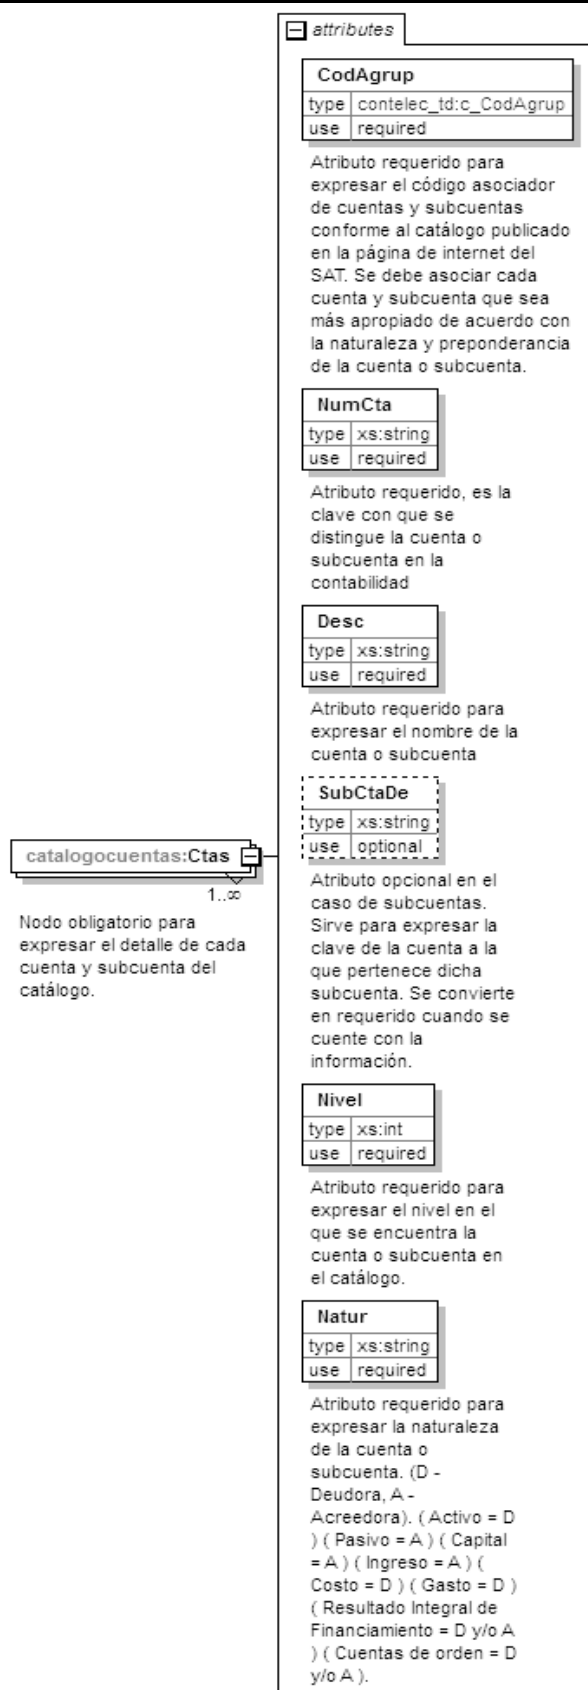 attributes
CodAgrup
type contelec_td:c_CodAgrup
use required
Atributo requerido para
expresar el código asociador
de cuentas y subcuentas
conforme al catálogo publicado
en la página de internet del
SAT. Se debe asociar cada
cuenta y subcuenta que sea
más apropiado de acuerdo con
la naturaleza y preponderancia
de la cuenta o subcuenta.
NumCta
type xs:string
use required
Atributo requerido, es la
clave con que se
distingue la cuenta o
subcuenta en la
contabilidad
Desc
type xs:string
use required
Atributo requerido para
expresar el nombre de la
cuenta o subcuenta
SubCtaDe
type xs:string
use optional
Atributo opcional en el
caso de subcuentas.
Sirve para expresar la
clave de la cuenta a la
que pertenece dicha
subcuenta. Se convierte
en requerido cuando se
cuente con la
información.
catalogocuentas:Ctas
1..∞
Nodo obligatorio para
expresar el detalle de cada
cuenta y subcuenta del
catálogo.
Nivel
type xs:int
use required
Atributo requerido para
expresar el nivel en el
que se encuentra la
cuenta o subcuenta en
el catálogo.
Natur
type xs:string
use required
Atributo requerido para
expresar la naturaleza
de la cuenta o
subcuenta. (D -
Deudora, A -
Acreedora). ( Activo = D
) ( Pasivo = A ) ( Capital
= A ) ( Ingreso = A ) (
Costo = D ) ( Gasto = D )
( Resultado Integral de
Financiamiento = D y/o A
) ( Cuentas de orden = D
y/o A ).